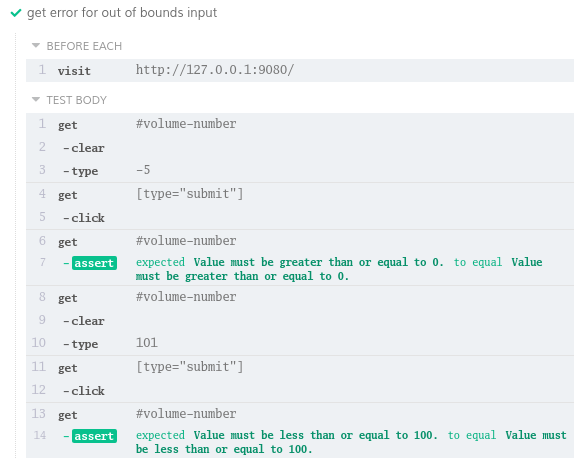 get error for out of bounds input
BEFORE EACH
1 visit http://127.0.0.1:9080/
TEST BODY
1 get #volume-number
2 -clear
3 -type -5
4 get [type="submit"]
5 -click
6 get #volume-number
7 -assert expected Value must be greater than or equal to 0. to equal Value
must be greater than or equal to 0.
8 get #volume-number
9 -clear
10 -type 101
11 get [type="submit"]
12 -click
13 get #volume-number
14 -assert expected Value must be less than or equal to 100. to equal Value must
be less than or equal to 100.